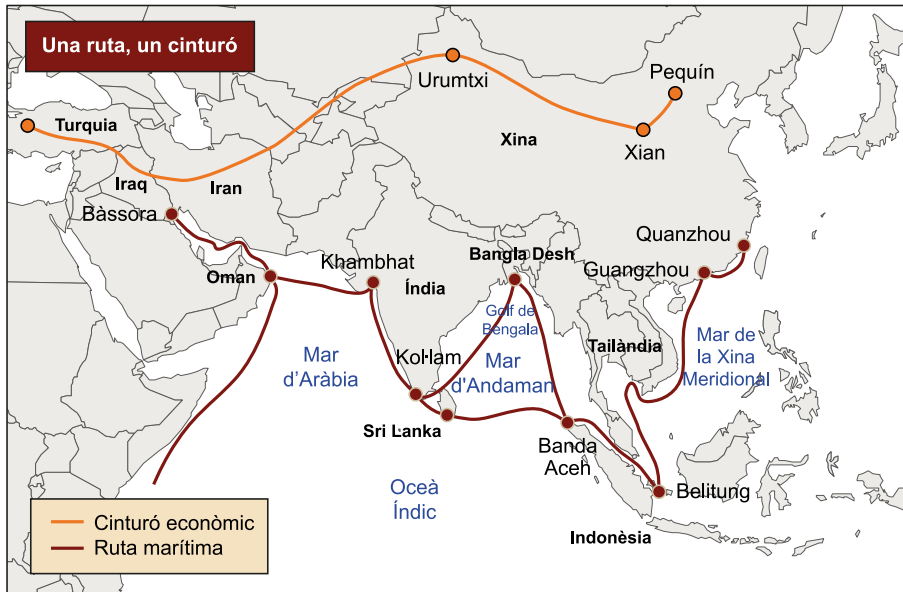 Una ruta, un cinturó
Urumtxi
Pequín
Turquia
Xina
Xian
Iraq
Iran
Bàssora
Quanzhou
Khambhat
Bangla Desh
Guangzhou
Oman
Índia
Golf de
Bengala
Mar de
la Xina
Meridional
Tailàndia
Mar
d'Aràbia
Kol·lam
Mar
d'Andaman
Sri Lanka
Banda
Aceh
Oceà
Índic
Belitung
Indonèsia
Cinturó econòmic
Ruta marítima